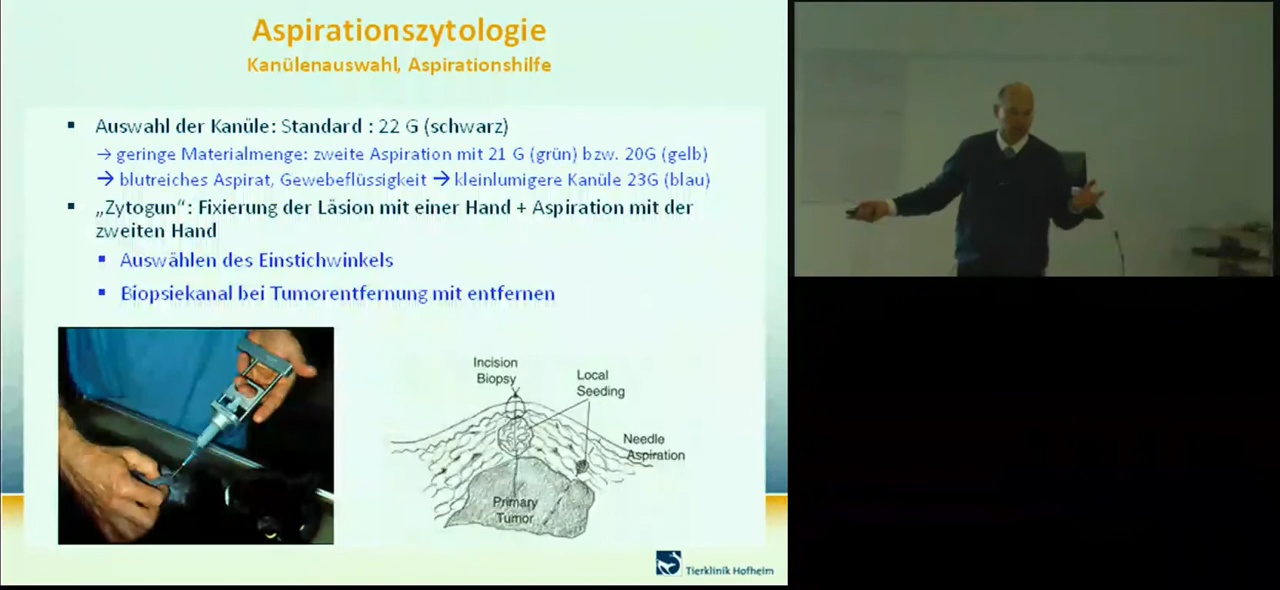 Aspirationszytologie
Kanülenauswahl, Aspirationshilfe
▪ Auswahl der Kanüle: Standard : 22 G (schwarz)
→ geringe Materialmenge: zweite Aspiration mit 21 G (grün) bzw. 20G (gelb)
→ blutreiches Aspirat, Gewebeflüssigkeit → kleinlumigere Kanüle 23G (blau)
▪ „Zytogun“: Fixierung der Läsion mit einer Hand + Aspiration mit der
zweiten Hand
▪ Auswählen des Einstichwinkels
▪ Biopsiekanal bei Tumorentfernung mit entfernen
Incision
Biopsy
Local
Seeding
Needle
Aspiration
Primary
Tumor
Tierklinik Hofheim